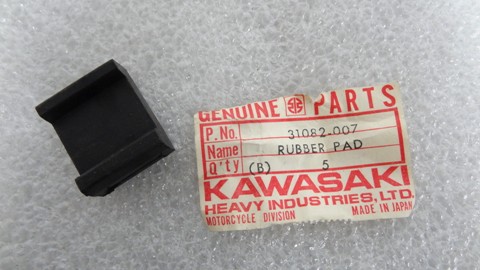 GENUINE PARTS
P.No. 31082-007
Name RUBBER PAD
Q'ty (B) 5
KAWASAKI
HEAVY INDUSTRIES, LTD.
MOTORCYCLE DIVISION MADE IN JAPAN